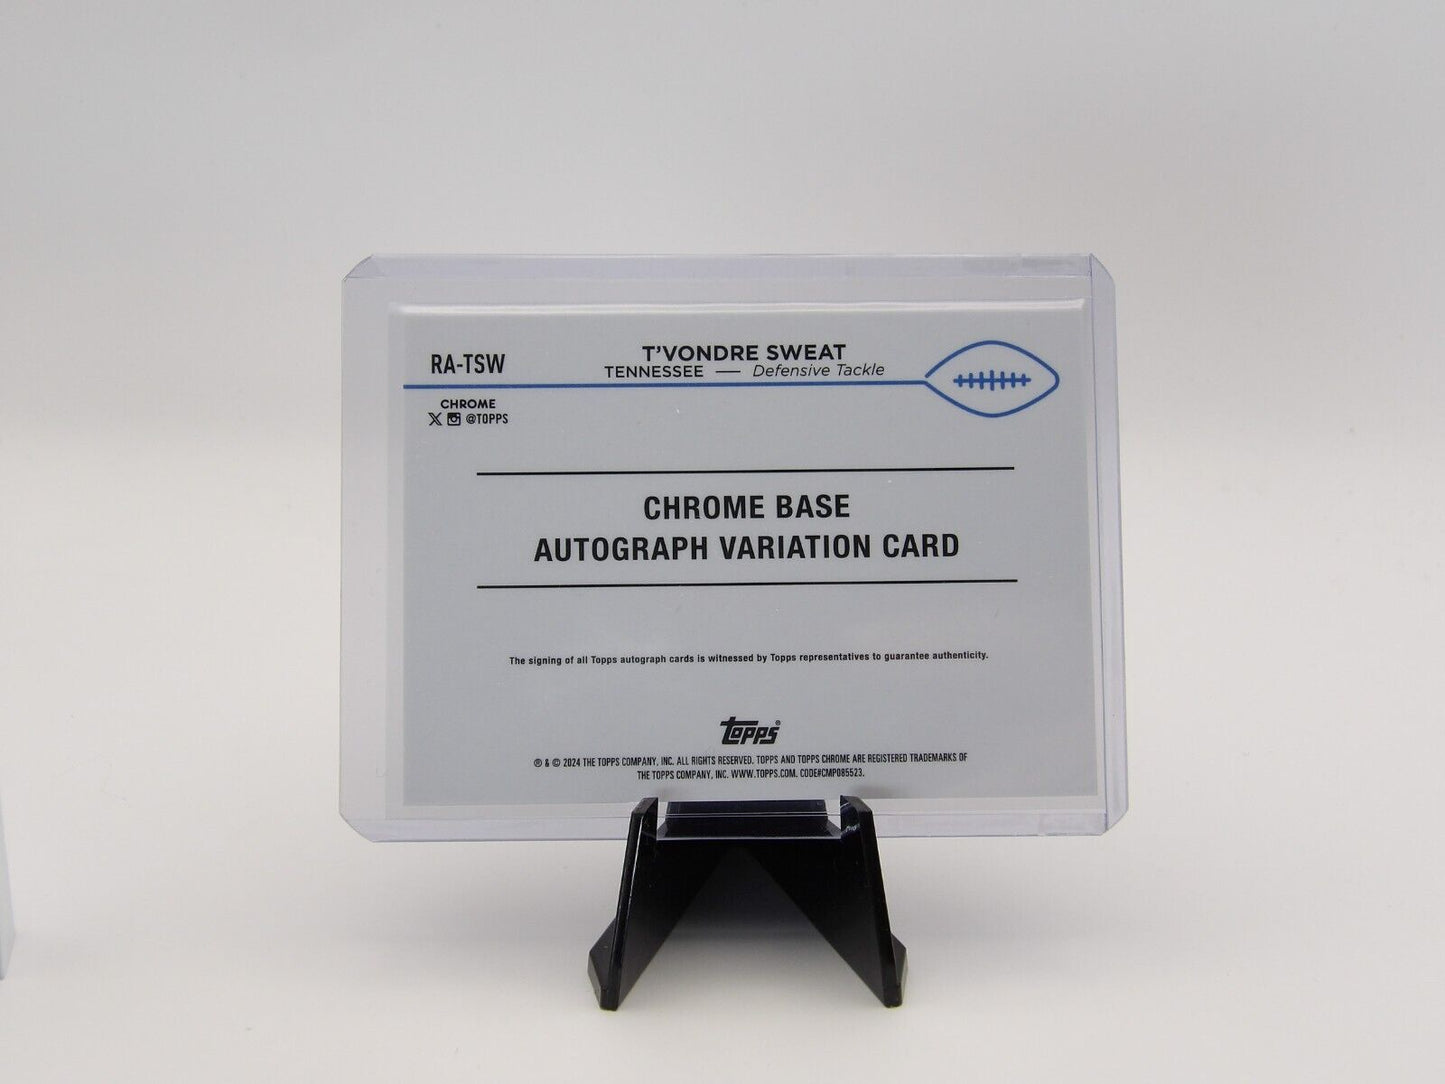 RA-TSW
T'VONDRE SWEAT
TENNESSEE — Defensive Tackle
CHROME
@TOPPS
CHROME BASE
AUTOGRAPH VARIATION CARD
The signing of all Topps autograph cards is witnessed by Topps representatives to guarantee authenticity.
topps®
® & © 2024 THE TOPPS COMPANY, INC. ALL RIGHTS RESERVED. TOPPS AND TOPPS CHROME ARE REGISTERED TRADEMARKS OF
THE TOPPS COMPANY, INC. WWW.TOPPS.COM. CODE#CMP085523.